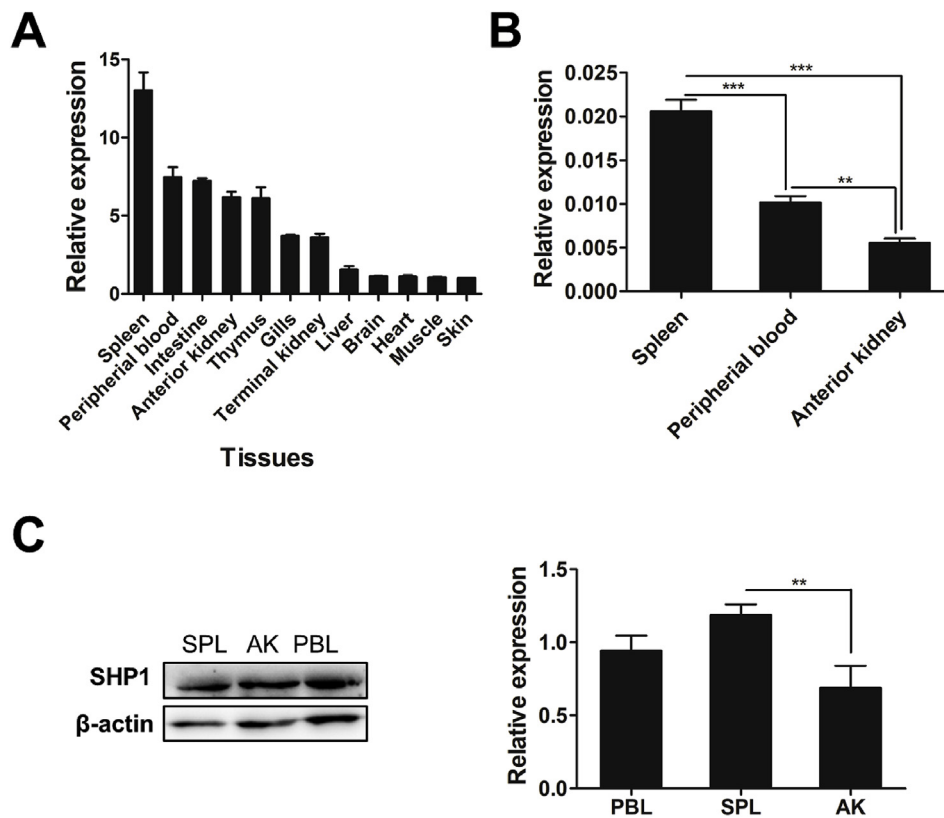 A
Relative expression
15
10
5
0
Spleen
Peripherial blood
Intestine
Anterior kidney
Thymus
Gills
Terminal kidney
Liver
Brain
Heart
Muscle
Skin
Tissues
B
Relative expression
0.025
0.020
0.015
0.010
0.005
0.000
***
***
**
Spleen
Peripherial blood
Anterior kidney
C
SPL AK PBL
SHP1
β-actin
Relative expression
1.5
1.0
0.5
0.0
**
PBL SPL AK